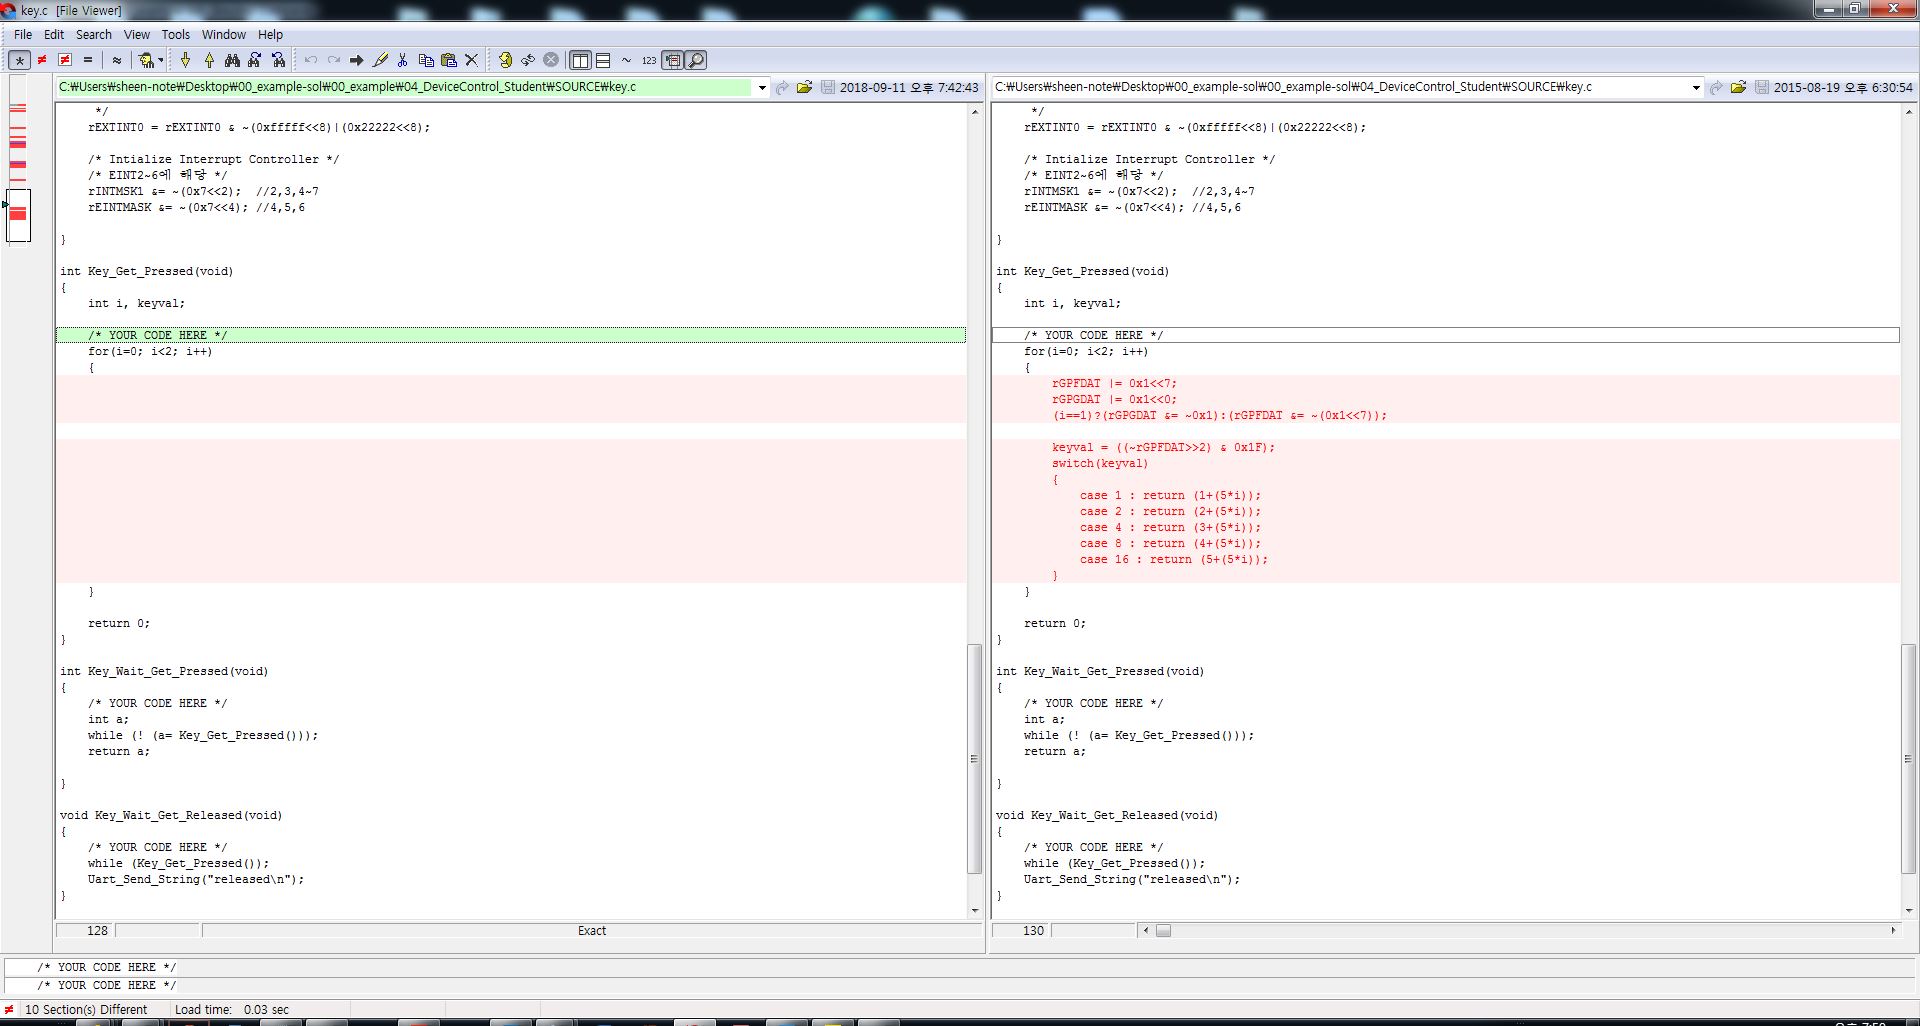 key.c [File Viewer]
File Edit Search View Tools Window Help
123
C:₩Users₩sheen-note₩Desktop₩00_example-sol₩00_example₩04_DeviceControl_Student₩SOURCE₩key.c 2018-09-11 오후 7:42:43
*/
rEXTINT0 = rEXTINT0 & ~(0xfffff<<8)|(0x22222<<8);
/* Intialize Interrupt Controller */
/* EINT2~6에 해당 */
rINTMSK1 &= ~(0x7<<2); //2,3,4~7
rEINTMASK &= ~(0x7<<4); //4,5,6
}
int Key_Get_Pressed(void)
{
int i, keyval;
/* YOUR CODE HERE */
for(i=0; i<2; i++)
{
}
return 0;
}
int Key_Wait_Get_Pressed(void)
{
/* YOUR CODE HERE */
int a;
while (! (a= Key_Get_Pressed()));
return a;
}
void Key_Wait_Get_Released(void)
{
/* YOUR CODE HERE */
while (Key_Get_Pressed());
Uart_Send_String("released\n");
}
128 Exact
C:₩Users₩sheen-note₩Desktop₩00_example-sol₩00_example-sol₩04_DeviceControl_Student₩SOURCE₩key.c 2015-08-19 오후 6:30:54
*/
rEXTINT0 = rEXTINT0 & ~(0xfffff<<8)|(0x22222<<8);
/* Intialize Interrupt Controller */
/* EINT2~6에 해당 */
rINTMSK1 &= ~(0x7<<2); //2,3,4~7
rEINTMASK &= ~(0x7<<4); //4,5,6
}
int Key_Get_Pressed(void)
{
int i, keyval;
/* YOUR CODE HERE */
for(i=0; i<2; i++)
{
rGPFDAT |= 0x1<<7;
rGPGDAT |= 0x1<<0;
(i==1)?(rGPGDAT &= ~0x1):(rGPFDAT &= ~(0x1<<7));
keyval = ((~rGPFDAT>>2) & 0x1F);
switch(keyval)
{
case 1 : return (1+(5*i));
case 2 : return (2+(5*i));
case 4 : return (3+(5*i));
case 8 : return (4+(5*i));
case 16 : return (5+(5*i));
}
}
return 0;
}
int Key_Wait_Get_Pressed(void)
{
/* YOUR CODE HERE */
int a;
while (! (a= Key_Get_Pressed()));
return a;
}
void Key_Wait_Get_Released(void)
{
/* YOUR CODE HERE */
while (Key_Get_Pressed());
Uart_Send_String("released\n");
}
130
/* YOUR CODE HERE */
/* YOUR CODE HERE */
10 Section(s) Different Load time: 0.03 sec